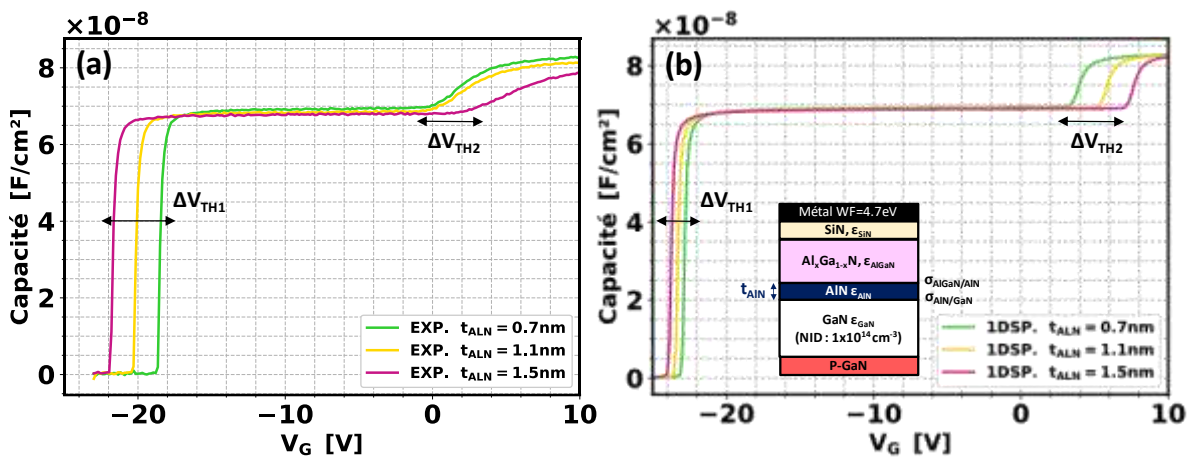 ×10⁻⁸
(a)
Capacité [F/cm²]
8
6
4
2
0
ΔV_TH1
ΔV_TH2
EXP. t_ALN = 0.7nm
EXP. t_ALN = 1.1nm
EXP. t_ALN = 1.5nm
−20
−10
0
10
V_G [V]
×10⁻⁸
(b)
Capacité [F/cm²]
8
6
4
2
0
ΔV_TH1
ΔV_TH2
Métal WF=4.7eV
SiN, ε_SiN
Al_xGa_1-xN, ε_AlGaN
t_AlN
AlN ε_AlN
σ_AlGaN/AlN
σ_AlN/GaN
GaN ε_GaN
(NID : 1x10¹⁴cm⁻³)
P-GaN
1DSP. t_ALN = 0.7nm
1DSP. t_ALN = 1.1nm
1DSP. t_ALN = 1.5nm
−20
−10
0
10
V_G [V]